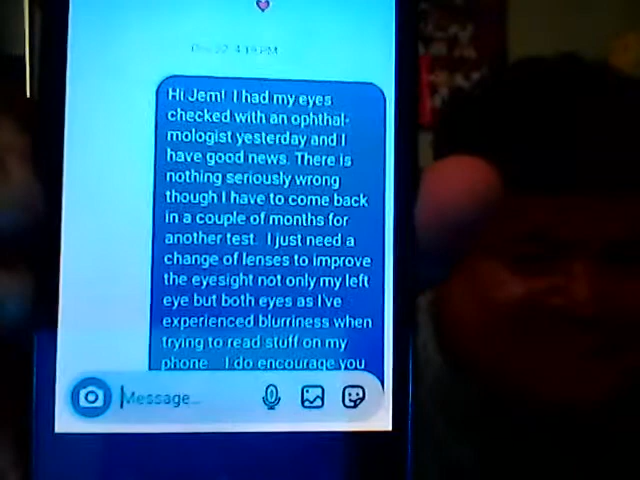 Hi Jem! I had my eyes
checked with an ophthal-
mologist yesterday and I
have good news. There is
nothing seriously wrong
though I have to come back
in a couple of months for
another test. I just need a
change of lenses to improve
the eyesight not only my left
eye but both eyes as I've
experienced blurriness when
trying to read stuff on my
phone I do encourage you
Message...